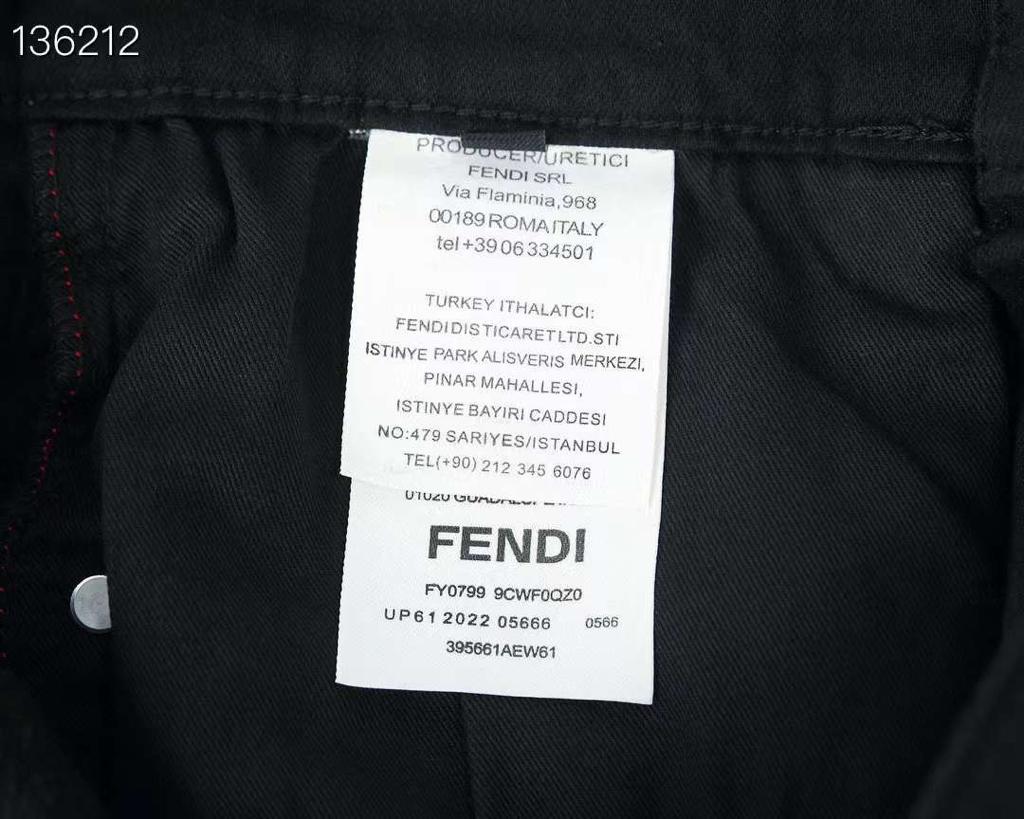 136212
PRODUCER/URETICI
FENDI SRL
Via Flaminia,968
00189 ROMA ITALY
tel +39 06 334501
TURKEY ITHALATCI:
FENDI DIS TICARET LTD. STI
ISTINYE PARK ALISVERIS MERKEZI,
PINAR MAHALLESI,
ISTINYE BAYIRI CADDESI
NO:479 SARIYES/ISTANBUL
TEL(+90) 212 345 6076
01020
FENDI
FY0799 9CWF0QZ0
UP61 2022 05666 0566
395661AEW61